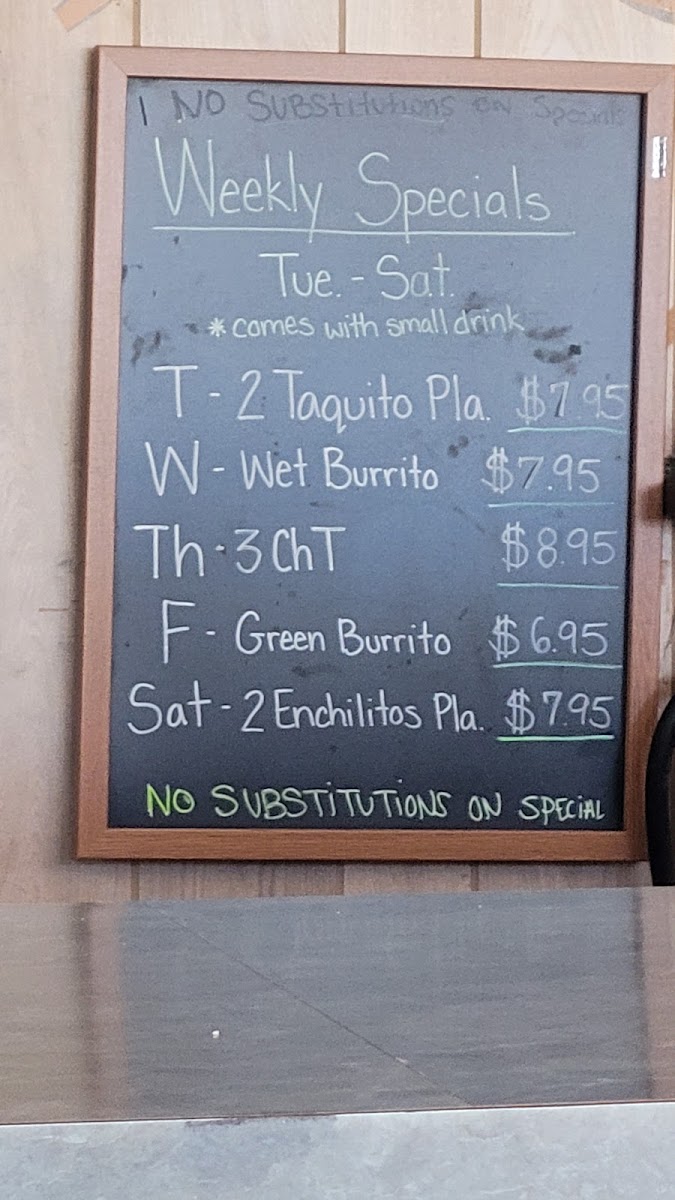 NO SUBStitutions ON Specials
Weekly Specials
Tue. - Sat.
* comes with small drink
T - 2 Taquito Pla. $7.95
W - Wet Burrito $7.95
Th - 3 ChT $8.95
F - Green Burrito $6.95
Sat - 2 Enchilitos Pla. $7.95
NO SUBSTiTUTiONS ON SPECiAL